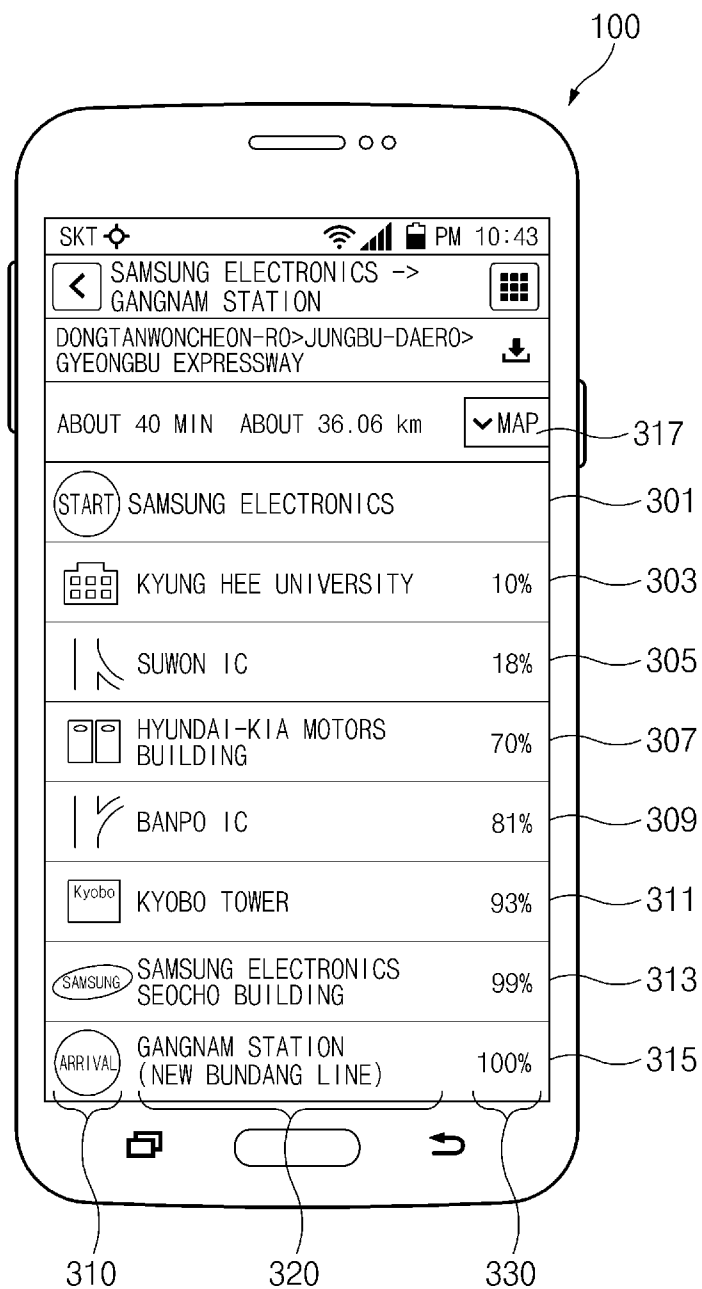 100
SKT PM 10:43
SAMSUNG ELECTRONICS ->
GANGNAM STATION
DONGTANWONCHEON-RO>JUNGBU-DAERO>
GYEONGBU EXPRESSWAY
ABOUT 40 MIN ABOUT 36.06 km MAP 317
START SAMSUNG ELECTRONICS 301
KYUNG HEE UNIVERSITY 10% 303
SUWON IC 18% 305
HYUNDAI-KIA MOTORS
BUILDING 70% 307
BANPO IC 81% 309
Kyobo KYOBO TOWER 93% 311
SAMSUNG SAMSUNG ELECTRONICS
SEOCHO BUILDING 99% 313
ARRIVAL GANGNAM STATION
(NEW BUNDANG LINE) 100% 315
310 320 330